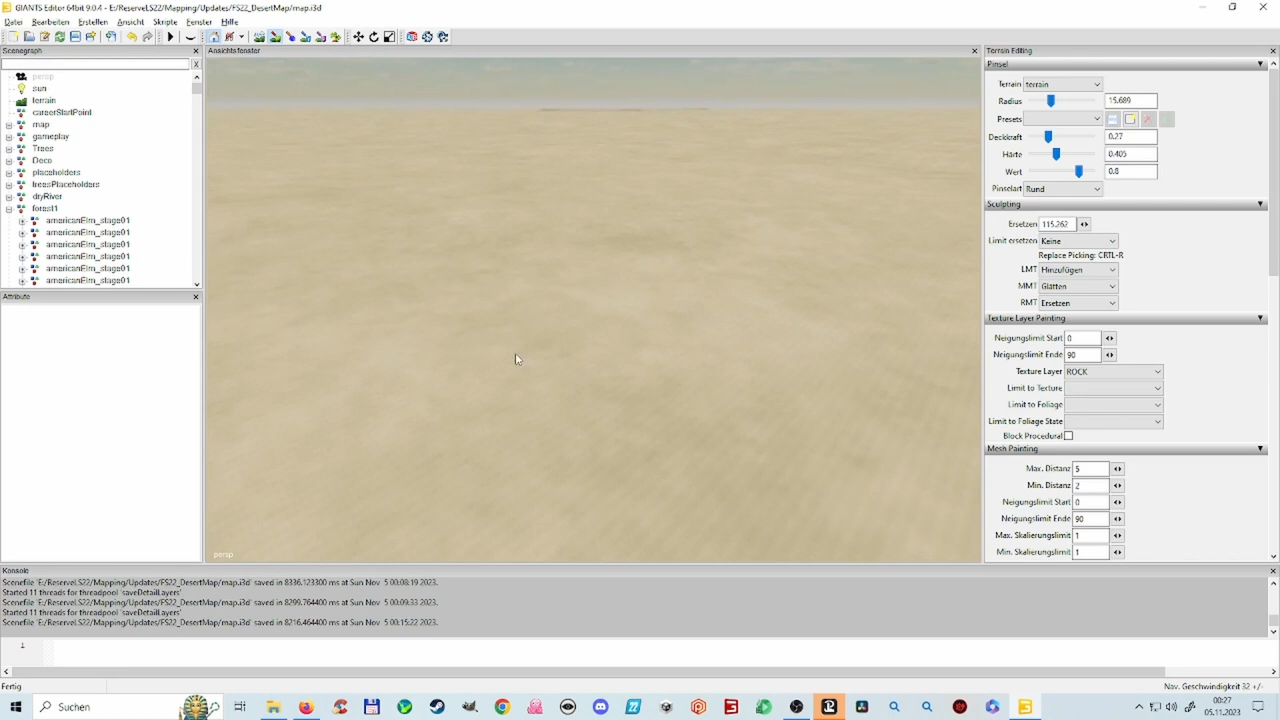 GIANTS Editor 64bit 9.0.4 - E:/ReserveLS22/Mapping/Updates/FS22_DesertMap/map.i3d
Datei Bearbeiten Erstellen Ansicht Skripte Fenster Hilfe
Scenegraph
X
persp
sun
terrain
careerStartPoint
map
gameplay
Trees
Deco
placeholders
treesPlaceholders
dryRiver
forest1
americanElm_stage01
americanElm_stage01
americanElm_stage01
americanElm_stage01
americanElm_stage01
americanElm_stage01
Attribute
Ansichtsfenster
persp
Terrain Editing
Pinsel
Terrain terrain
Radius 15.689
Presets
Deckkraft 0.27
Härte 0.405
Wert 0.8
Pinselart Rund
Sculpting
Ersetzen 115.262
Limit ersetzen Keine
Replace Picking: CRTL-R
LMT Hinzufügen
MMT Glätten
RMT Ersetzen
Texture Layer Painting
Neigungslimit Start 0
Neigungslimit Ende 90
Texture Layer ROCK
Limit to Texture
Limit to Foliage
Limit to Foliage State
Block Procedural
Mesh Painting
Max. Distanz 5
Min. Distanz 2
Neigungslimit Start 0
Neigungslimit Ende 90
Max. Skalierungslimit 1
Min. Skalierungslimit 1
Konsole
Scenefile 'E:/ReserveLS22/Mapping/Updates/FS22_DesertMap/map.i3d' saved in 8336.123300 ms at Sun Nov  5 00:08:19 2023.
Started 11 threads for threadpool 'saveDetailLayers'
Scenefile 'E:/ReserveLS22/Mapping/Updates/FS22_DesertMap/map.i3d' saved in 8299.764400 ms at Sun Nov  5 00:09:33 2023.
Started 11 threads for threadpool 'saveDetailLayers'
Scenefile 'E:/ReserveLS22/Mapping/Updates/FS22_DesertMap/map.i3d' saved in 8216.464400 ms at Sun Nov  5 00:15:22 2023.
1
Fertig
Nav. Geschwindigkeit 32 +/-
Suchen
00:27
05.11.2023